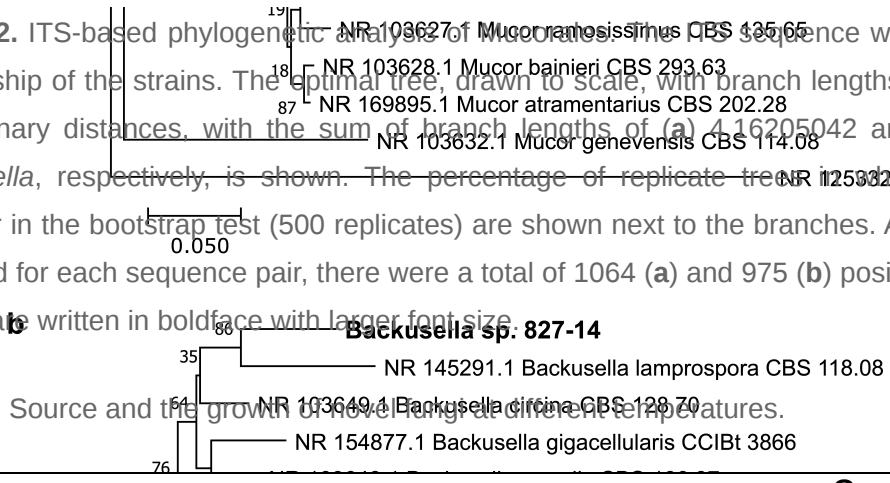 19
NR 103627.1 Mucor ramosissimus CBS 135.65
2. ITS-based phylogenetic analysis of Mucorales. The ITS sequence
18 NR 103628.1 Mucor bainieri CBS 293.63
ship of the strains. The optimal tree, drawn to scale, with branch lengths
87 NR 169895.1 Mucor atramentarius CBS 202.28
nary distances, with the sum of branch lengths of (a) 4.16205042
NR 103632.1 Mucor genevensis CBS 114.08
ella, respectively, is shown. The percentage of replicate trees in
NR 125332
r in the bootstrap test (500 replicates) are shown next to the branches. A
0.050
d for each sequence pair, there were a total of 1064 (a) and 975 (b) posi
are written in boldface with larger font size.
b
86 Backusella sp. 827-14
35
NR 145291.1 Backusella lamprospora CBS 118.08
64 NR 103649.1 Backusella circina CBS 128.70
Source and the growth of novel fungi at different temperatures.
NR 154877.1 Backusella gigacellularis CCIBt 3866
76